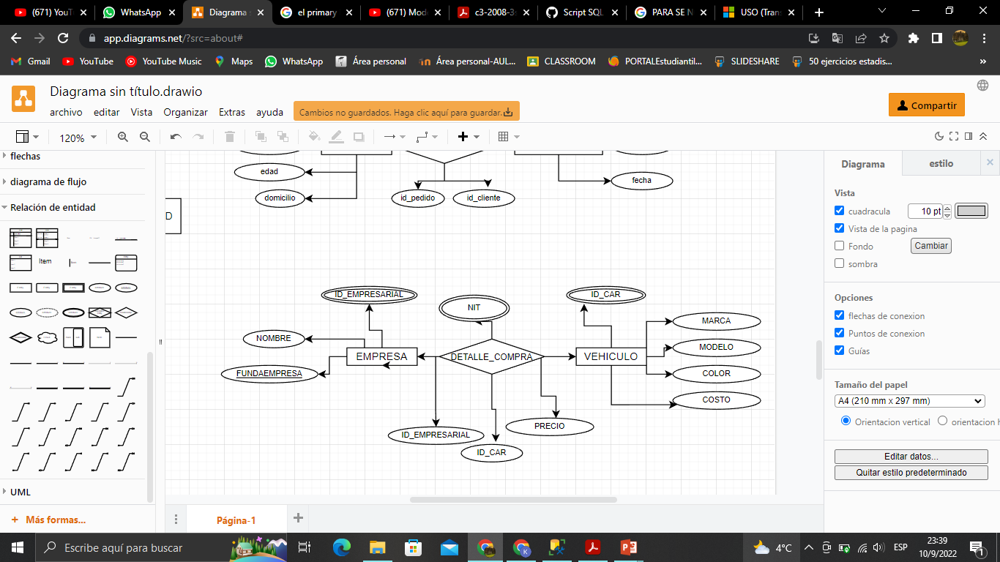 (671) YouT
WhatsApp
Diagrama s
el primary
(671) Mod
c3-2008-3
Script SQL
PARA SE N
USO (Tran
app.diagrams.net/?src=about#
Gmail
YouTube
YouTube Music
Maps
WhatsApp
Área personal
Área personal-AUL...
CLASSROOM
PORTALEstudiantil...
SLIDESHARE
50 ejercicios estadis...
»
Diagrama sin título.drawio
archivo
editar
Vista
Organizar
Extras
ayuda
Cambios no guardados. Haga clic aquí para guardar.
Compartir
120%
flechas
diagrama de flujo
Relación de entidad
Item
UML
+ Más formas...
edad
domicilio
id_pedido
id_cliente
fecha
D
ID_EMPRESARIAL
NIT
ID_CAR
NOMBRE
MARCA
MODELO
EMPRESA
DETALLE_COMPRA
VEHICULO
FUNDAEMPRESA
COLOR
COSTO
PRECIO
ID_EMPRESARIAL
ID_CAR
Página-1
Diagrama
estilo
Vista
cuadracula
10 pt
Vista de la pagina
Fondo
Cambiar
sombra
Opciones
flechas de conexion
Puntos de conexion
Guías
Tamaño del papel
A4 (210 mm x 297 mm)
Orientacion vertical
orientacion h
Editar datos...
Quitar estilo predeterminado
Escribe aquí para buscar
4°C
ESP
23:39
10/9/2022
1